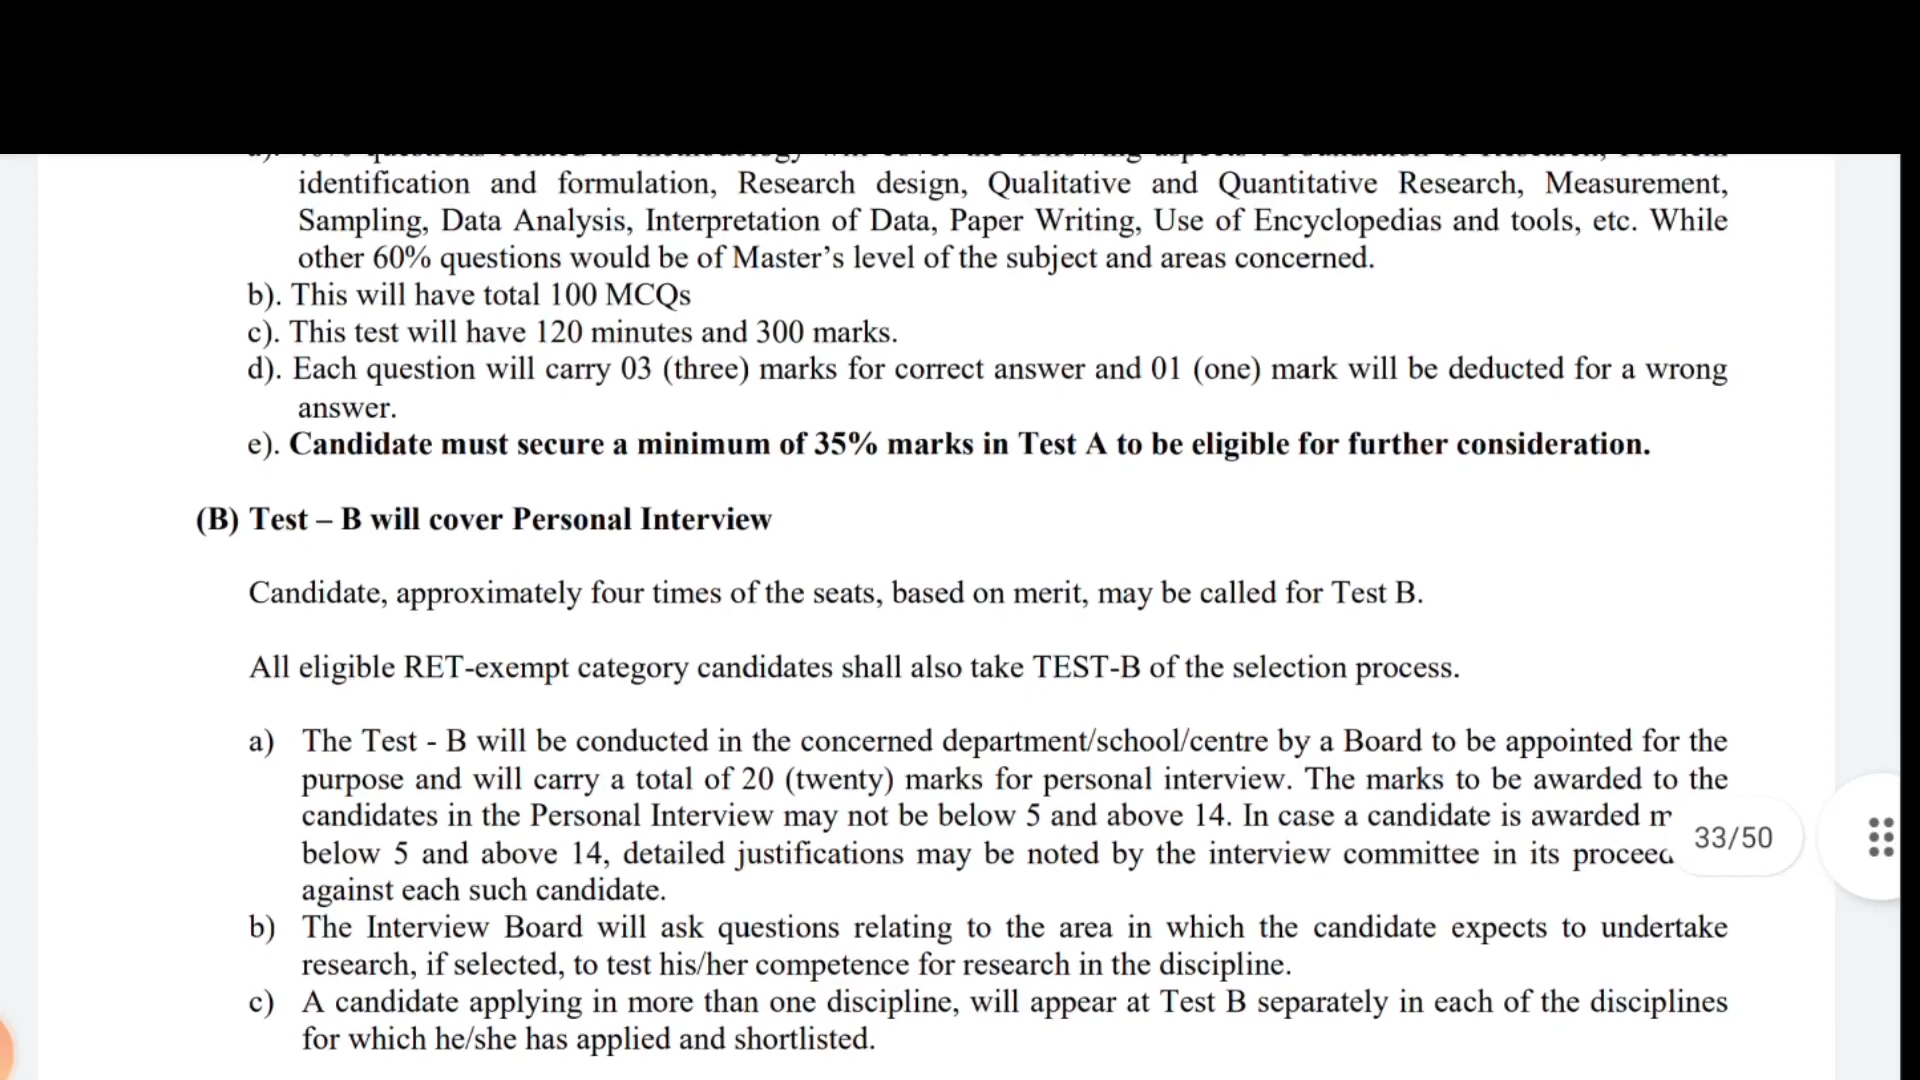 identification and formulation, Research design, Qualitative and Quantitative Research, Measurement,
Sampling, Data Analysis, Interpretation of Data, Paper Writing, Use of Encyclopedias and tools, etc. While
other 60% questions would be of Master’s level of the subject and areas concerned.
b). This will have total 100 MCQs
c). This test will have 120 minutes and 300 marks.
d). Each question will carry 03 (three) marks for correct answer and 01 (one) mark will be deducted for a wrong
answer.
e). Candidate must secure a minimum of 35% marks in Test A to be eligible for further consideration.
(B) Test – B will cover Personal Interview
Candidate, approximately four times of the seats, based on merit, may be called for Test B.
All eligible RET-exempt category candidates shall also take TEST-B of the selection process.
a) The Test - B will be conducted in the concerned department/school/centre by a Board to be appointed for the
purpose and will carry a total of 20 (twenty) marks for personal interview. The marks to be awarded to the
candidates in the Personal Interview may not be below 5 and above 14. In case a candidate is awarded
below 5 and above 14, detailed justifications may be noted by the interview committee in its
33/50
against each such candidate.
b) The Interview Board will ask questions relating to the area in which the candidate expects to undertake
research, if selected, to test his/her competence for research in the discipline.
c) A candidate applying in more than one discipline, will appear at Test B separately in each of the disciplines
for which he/she has applied and shortlisted.